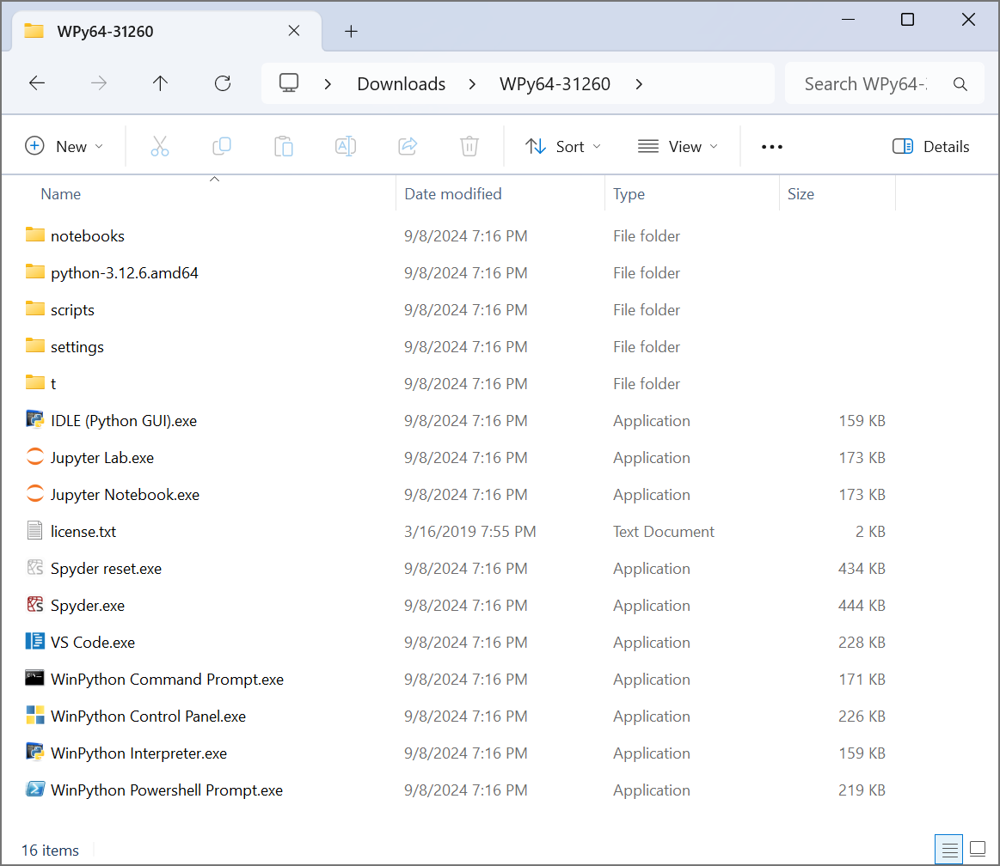 WPy64-31260
Downloads > WPy64-31260 >
Search WPy64-
New Sort View Details
Name Date modified Type Size
notebooks 9/8/2024 7:16 PM File folder
python-3.12.6.amd64 9/8/2024 7:16 PM File folder
scripts 9/8/2024 7:16 PM File folder
settings 9/8/2024 7:16 PM File folder
t 9/8/2024 7:16 PM File folder
IDLE (Python GUI).exe 9/8/2024 7:16 PM Application 159 KB
Jupyter Lab.exe 9/8/2024 7:16 PM Application 173 KB
Jupyter Notebook.exe 9/8/2024 7:16 PM Application 173 KB
license.txt 3/16/2019 7:55 PM Text Document 2 KB
Spyder reset.exe 9/8/2024 7:16 PM Application 434 KB
Spyder.exe 9/8/2024 7:16 PM Application 444 KB
VS Code.exe 9/8/2024 7:16 PM Application 228 KB
WinPython Command Prompt.exe 9/8/2024 7:16 PM Application 171 KB
WinPython Control Panel.exe 9/8/2024 7:16 PM Application 226 KB
WinPython Interpreter.exe 9/8/2024 7:16 PM Application 159 KB
WinPython Powershell Prompt.exe 9/8/2024 7:16 PM Application 219 KB
16 items